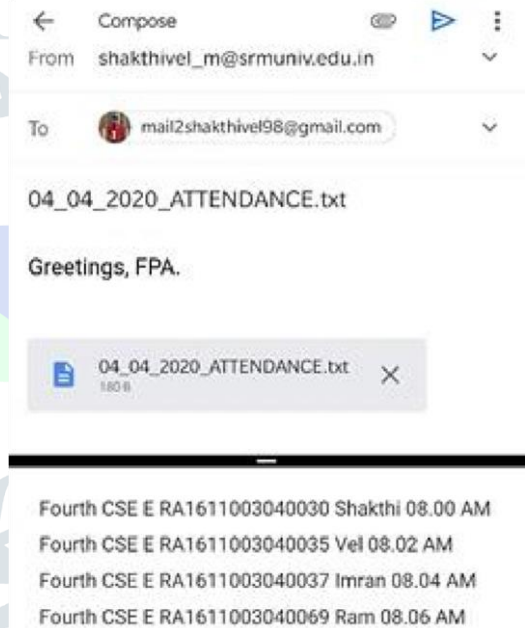 Compose
From shakthivel_m@srmuniv.edu.in
To mail2shakthivel98@gmail.com
04_04_2020_ATTENDANCE.txt
Greetings, FPA.
04_04_2020_ATTENDANCE.txt
180 B
Fourth CSE E RA1611003040030 Shakthi 08.00 AM
Fourth CSE E RA1611003040035 Vel 08.02 AM
Fourth CSE E RA1611003040037 Imran 08.04 AM
Fourth CSE E RA1611003040069 Ram 08.06 AM